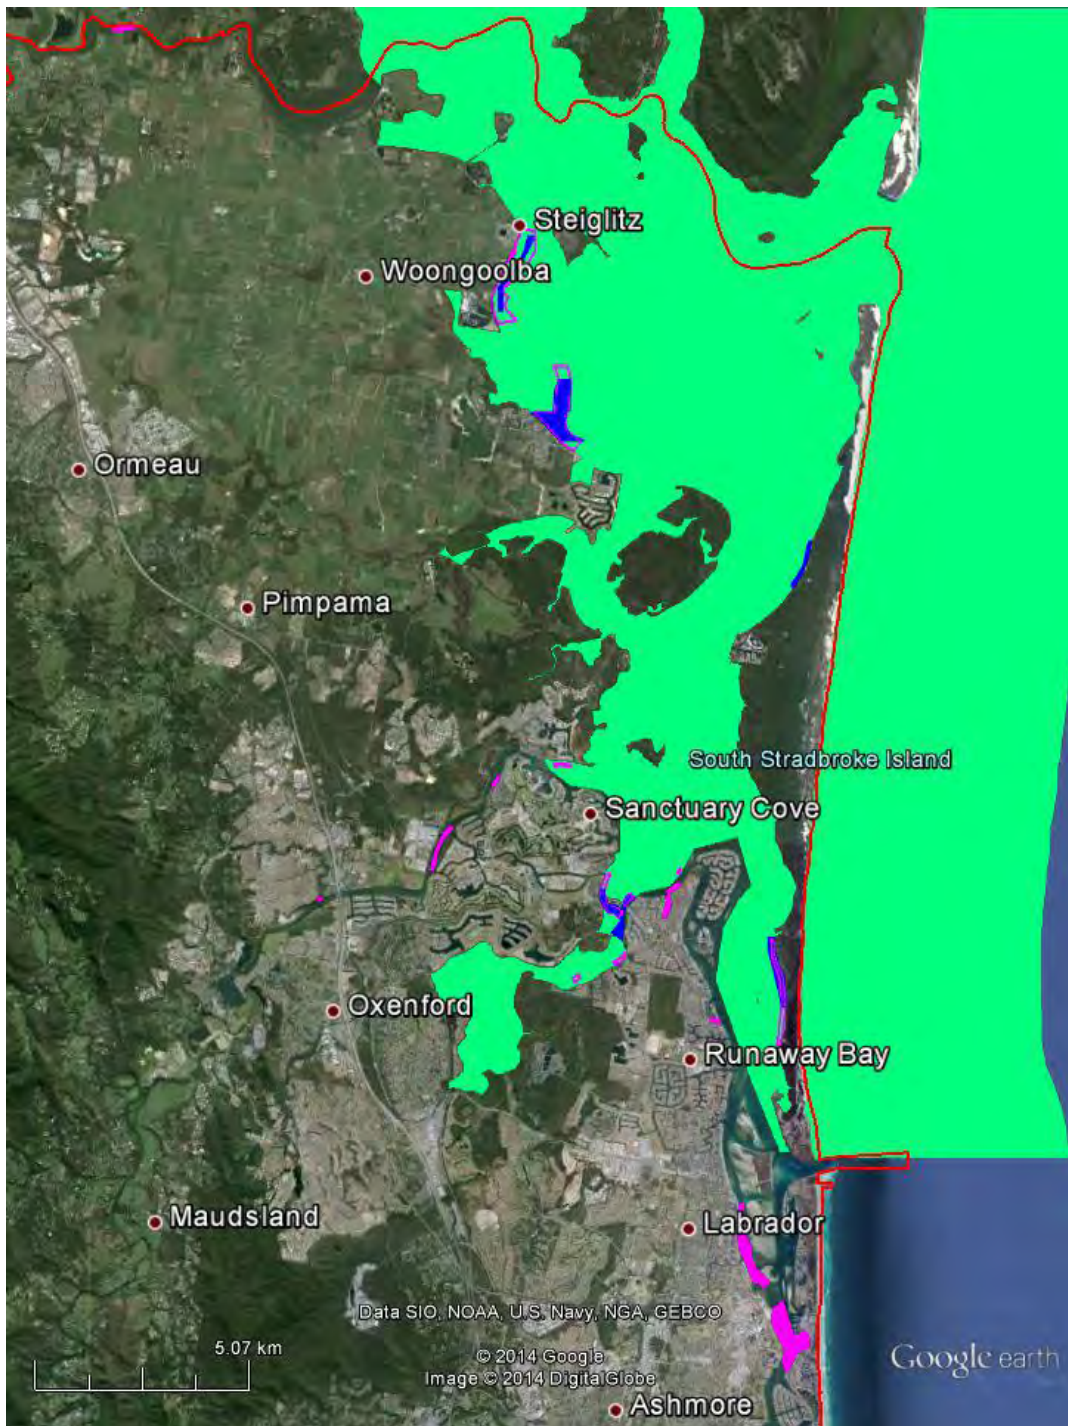 Steiglitz
Woongoolba
Ormeau
Pimpama
South Stradbroke Island
Sanctuary Cove
Oxenford
Runaway Bay
Maudsland
Labrador
Data SIO, NOAA, U.S. Navy, NGA, GEBCO
5.07 km
© 2014 Google
Image © 2014 DigitalGlobe
Google earth
Ashmore